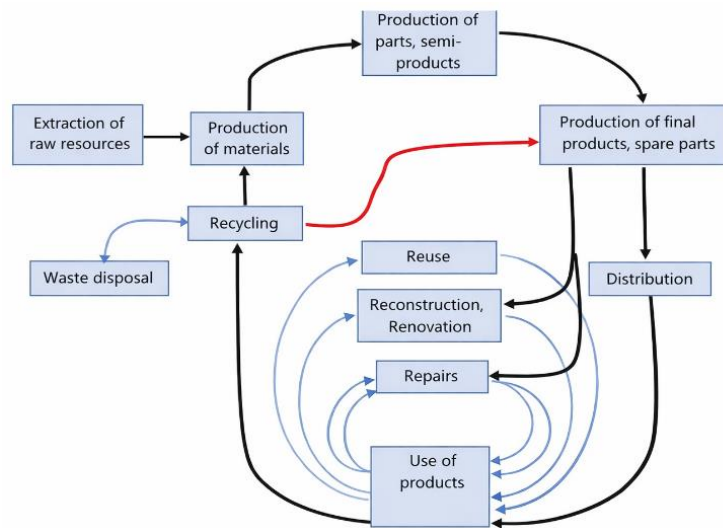 Production of
parts, semi-
products
Extraction of
raw resources
Production
of materials
Production of final
products, spare parts
Recycling
Waste disposal
Reuse
Distribution
Reconstruction,
Renovation
Repairs
Use of
products